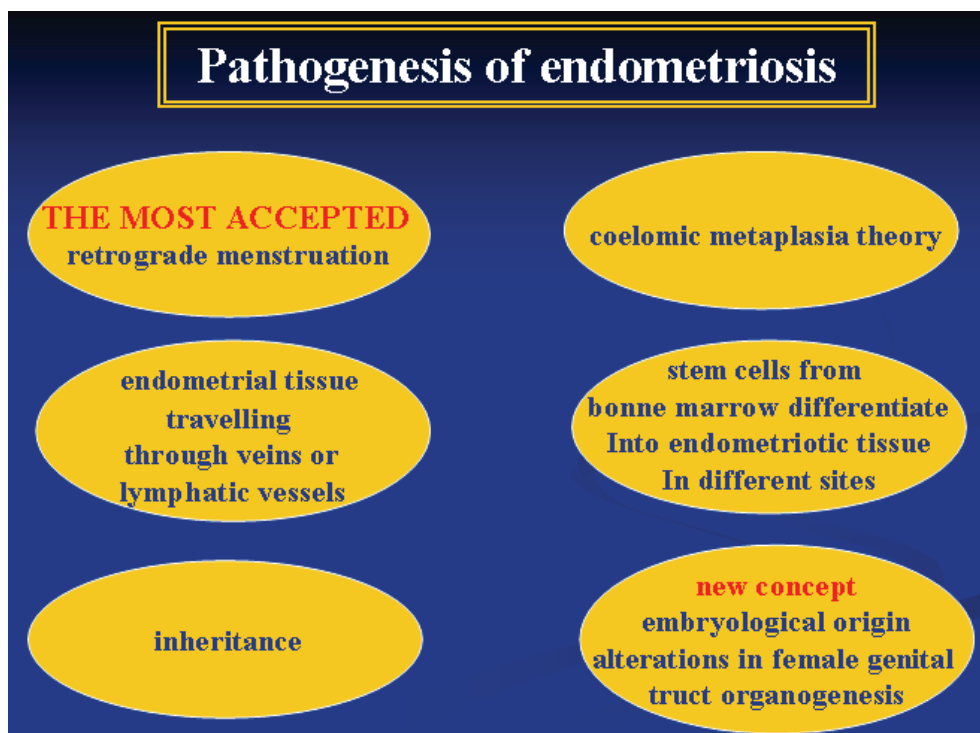 Pathogenesis of endometriosis
THE MOST ACCEPTED
retrograde menstruation
coelomic metaplasia theory
endometrial tissue
travelling
through veins or
lymphatic vessels
stem cells from
bonne marrow differentiate
Into endometriotic tissue
In different sites
inheritance
new concept
embryological origin
alterations in female genital
truct organogenesis